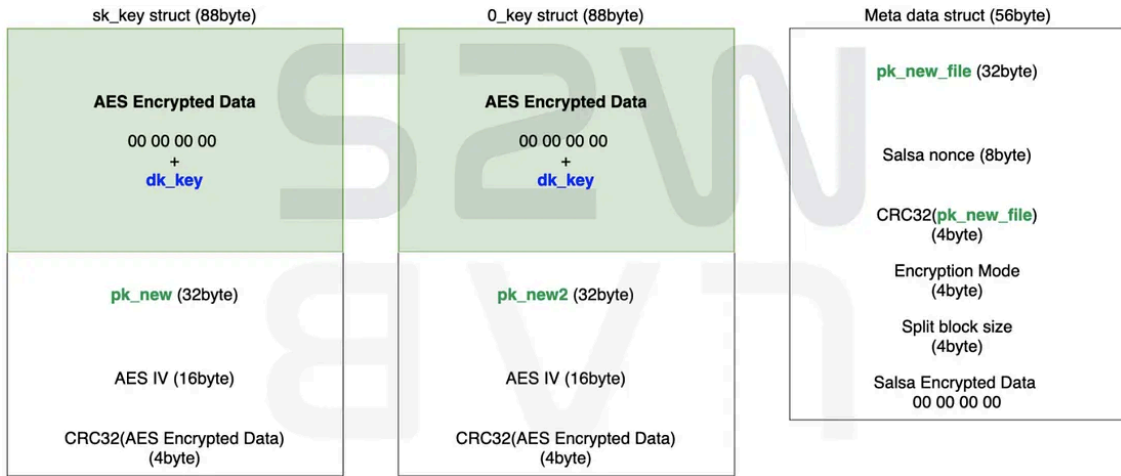 sk_key struct (88byte)
AES Encrypted Data
00 00 00 00
+
dk_key
pk_new (32byte)
AES IV (16byte)
CRC32(AES Encrypted Data)
(4byte)
0_key struct (88byte)
AES Encrypted Data
00 00 00 00
+
dk_key
pk_new2 (32byte)
AES IV (16byte)
CRC32(AES Encrypted Data)
(4byte)
Meta data struct (56byte)
pk_new_file (32byte)
Salsa nonce (8byte)
CRC32(pk_new_file)
(4byte)
Encryption Mode
(4byte)
Split block size
(4byte)
Salsa Encrypted Data
00 00 00 00
S2W